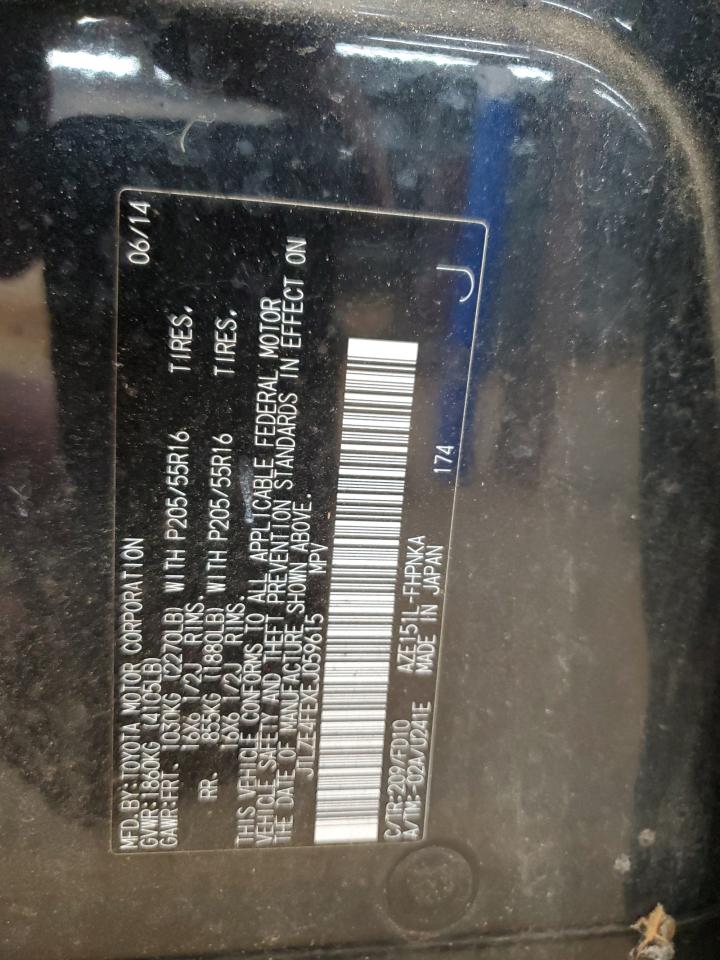 MFD.BY:TOYOTA MOTOR CORPORATION 06/14
GVWR:1860KG (4105LB)
GAWR:FRT. 1030KG (2270LB) WITH P205/55R16 TIRES,
16X6 1/2J RIMS
RR. 855KG (1880LB) WITH P205/55R16 TIRES,
16X6 1/2J RIMS
THIS VEHICLE CONFORMS TO ALL APPLICABLE FEDERAL MOTOR
VEHICLE SAFETY AND THEFT PREVENTION STANDARDS IN EFFECT ON
THE DATE OF MANUFACTURE SHOWN ABOVE.
JTLZE4FEXEJ059615 MPV
C/TR:209/FD10 AZE151L-FHPNKA
A/TM:-02A/U241E MADE IN JAPAN
174 J